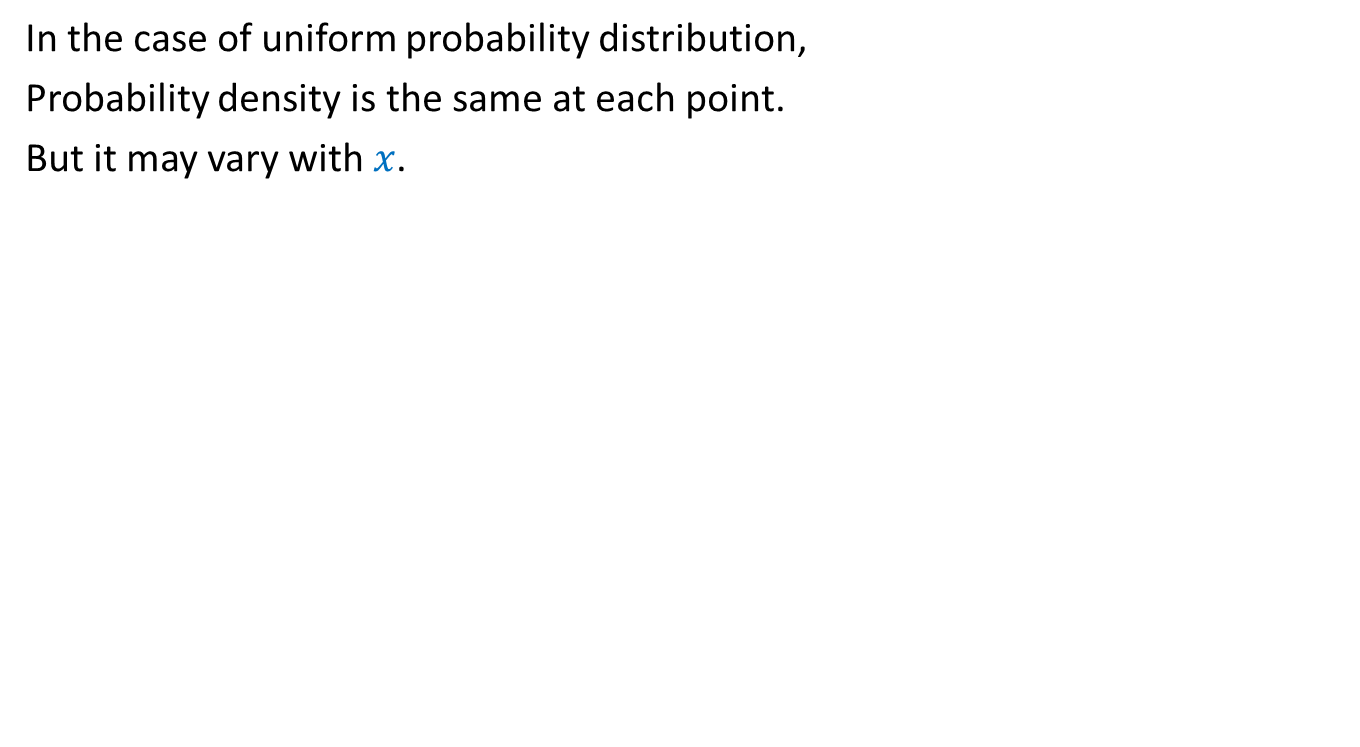 In the case of uniform probability distribution,
Probability density is the same at each point.
But it may vary with 𝑥.